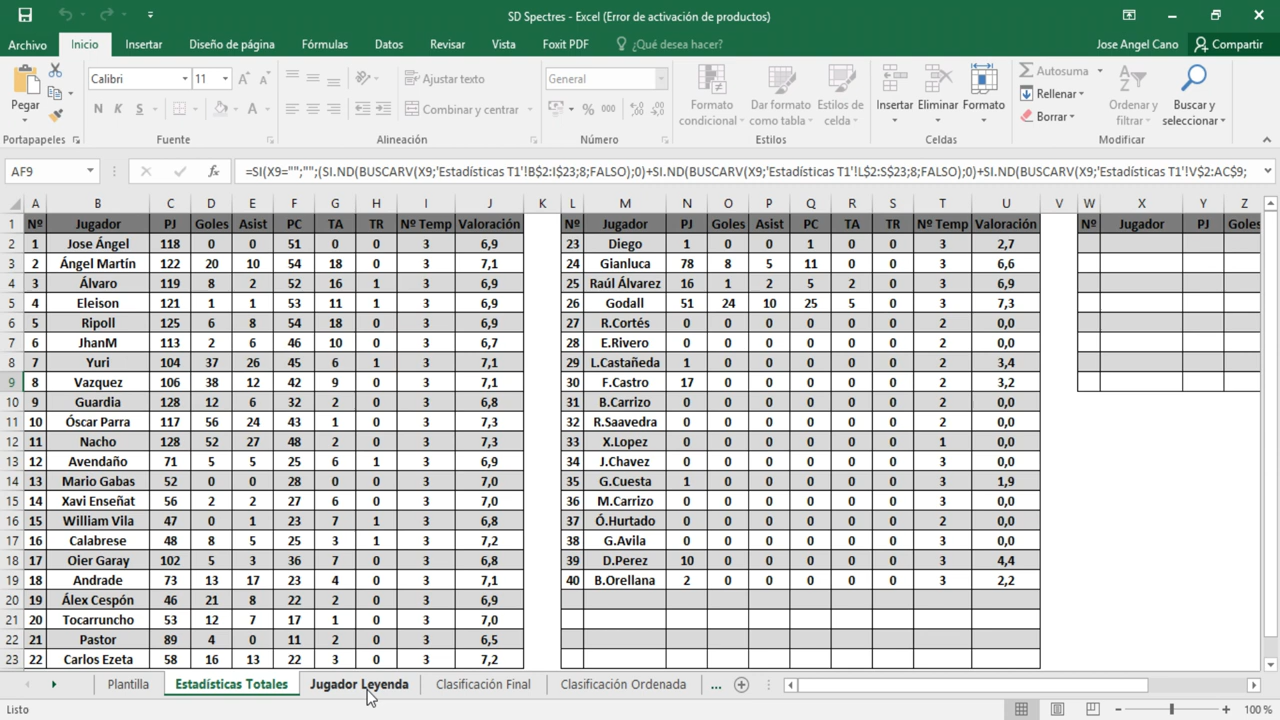 SD Spectres - Excel (Error de activación de productos)
Archivo Inicio Insertar Diseño de página Fórmulas Datos Revisar Vista Foxit PDF ¿Qué desea hacer? Jose Angel Cano Compartir
Pegar
Calibri 11
N K S A
Ajustar texto
Combinar y centrar
General
% 000
Formato condicional
Dar formato como tabla
Estilos de celda
Insertar Eliminar Formato
Autosuma
Rellenar
Borrar
Ordenar y filtrar
Buscar y seleccionar
Portapapeles Fuente Alineación Número Estilos Celdas Modificar
AF9 fx =SI(X9="";"";(SI.ND(BUSCARV(X9;'Estadísticas T1'!B$2:I$23;8;FALSO);0)+SI.ND(BUSCARV(X9;'Estadísticas T1'!L$2:S$23;8;FALSO);0)+SI.ND(BUSCARV(X9;'Estadísticas T1'!V$2:AC$9;
A B C D E F G H I J K L M N O P Q R S T U V W X Y Z
1 Nº Jugador PJ Goles Asist PC TA TR Nº Temp Valoración Nº Jugador PJ Goles Asist PC TA TR Nº Temp Valoración Nº Jugador PJ Goles
2 1 Jose Ángel 118 0 0 51 0 0 3 6,9 23 Diego 1 0 0 1 0 0 3 2,7
3 2 Ángel Martín 122 20 10 54 18 0 3 7,1 24 Gianluca 78 8 5 11 0 0 3 6,6
4 3 Álvaro 119 8 2 52 16 1 3 6,9 25 Raúl Álvarez 16 1 2 5 2 0 3 6,9
5 4 Eleison 121 1 1 53 11 1 3 6,9 26 Godall 51 24 10 25 5 0 3 7,3
6 5 Ripoll 125 6 8 54 18 0 3 6,9 27 R.Cortés 0 0 0 0 0 0 2 0,0
7 6 JhanM 113 2 6 46 10 0 3 6,7 28 E.Rivero 0 0 0 0 0 0 2 0,0
8 7 Yuri 104 37 26 45 6 1 3 7,1 29 L.Castañeda 1 0 0 0 0 0 2 3,4
9 8 Vazquez 106 38 12 42 9 0 3 7,1 30 F.Castro 17 0 0 0 0 0 2 3,2
10 9 Guardia 128 12 6 32 2 0 3 6,8 31 B.Carrizo 0 0 0 0 0 0 2 0,0
11 10 Óscar Parra 117 56 24 43 1 0 3 7,3 32 R.Saavedra 0 0 0 0 0 0 2 0,0
12 11 Nacho 128 52 27 48 2 0 3 7,3 33 X.Lopez 0 0 0 0 0 0 1 0,0
13 12 Avendaño 71 5 5 25 6 1 3 6,9 34 J.Chavez 0 0 0 0 0 0 3 0,0
14 13 Mario Gabas 52 0 0 28 0 0 3 7,0 35 G.Cuesta 1 0 0 0 0 0 3 1,9
15 14 Xavi Enseñat 56 2 2 27 6 0 3 7,0 36 M.Carrizo 0 0 0 0 0 0 3 0,0
16 15 William Vila 47 0 1 23 7 1 3 6,8 37 Ó.Hurtado 0 0 0 0 0 0 2 0,0
17 16 Calabrese 48 8 5 25 3 1 3 7,2 38 G.Avila 0 0 0 0 0 0 3 0,0
18 17 Oier Garay 102 5 3 36 7 0 3 6,8 39 D.Perez 10 0 0 0 0 0 3 4,4
19 18 Andrade 73 13 17 23 4 0 3 7,1 40 B.Orellana 2 0 0 0 0 0 3 2,2
20 19 Álex Cespón 46 21 8 22 2 0 3 6,9
21 20 Tocarruncho 53 12 7 17 1 0 3 7,0
22 21 Pastor 89 4 0 11 2 0 3 6,5
23 22 Carlos Ezeta 58 16 13 22 3 0 3 7,2
Plantilla Estadísticas Totales Jugador Leyenda Clasificación Final Clasificación Ordenada ...
Listo 100 %